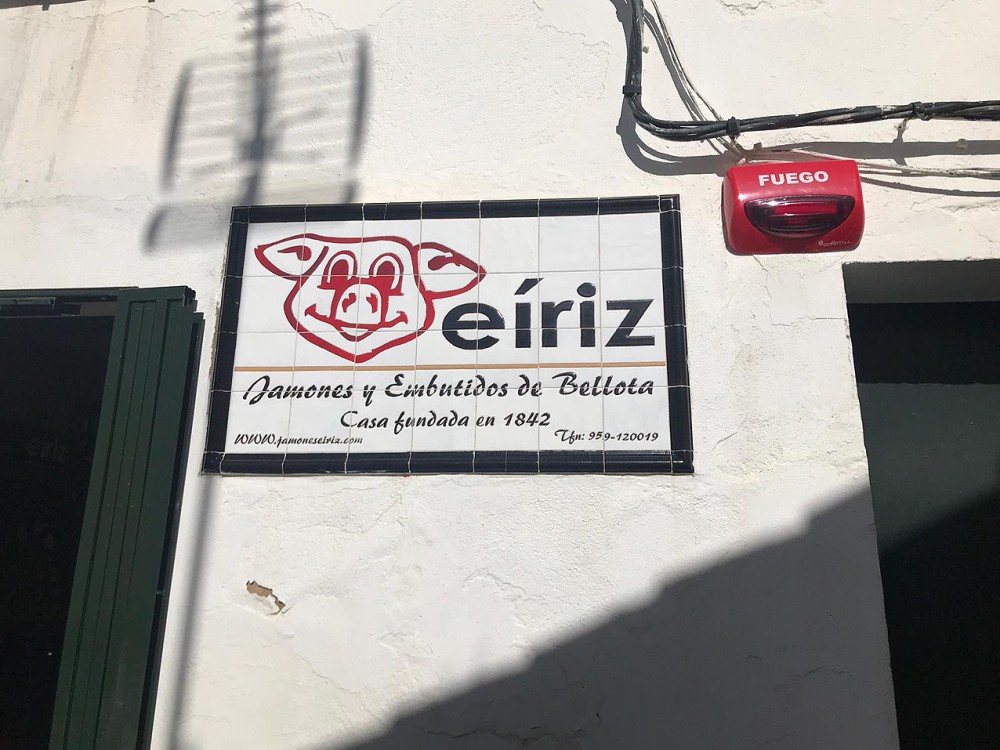 FUEGO
eíriz
Jamones y Embutidos de Bellota
Casa fundada en 1842
WWW.jamoneseiriz.com
Tfn: 959-120019